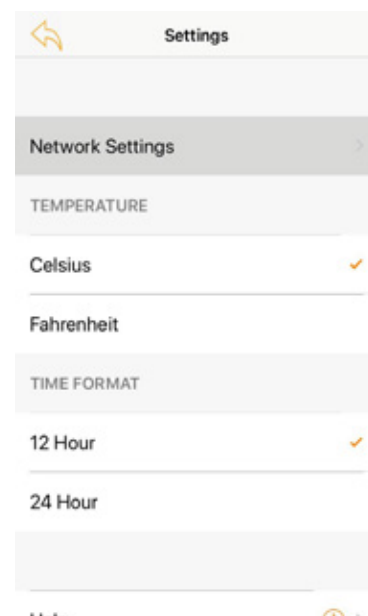 Settings
Network Settings
TEMPERATURE
Celsius
Fahrenheit
TIME FORMAT
12 Hour
24 Hour